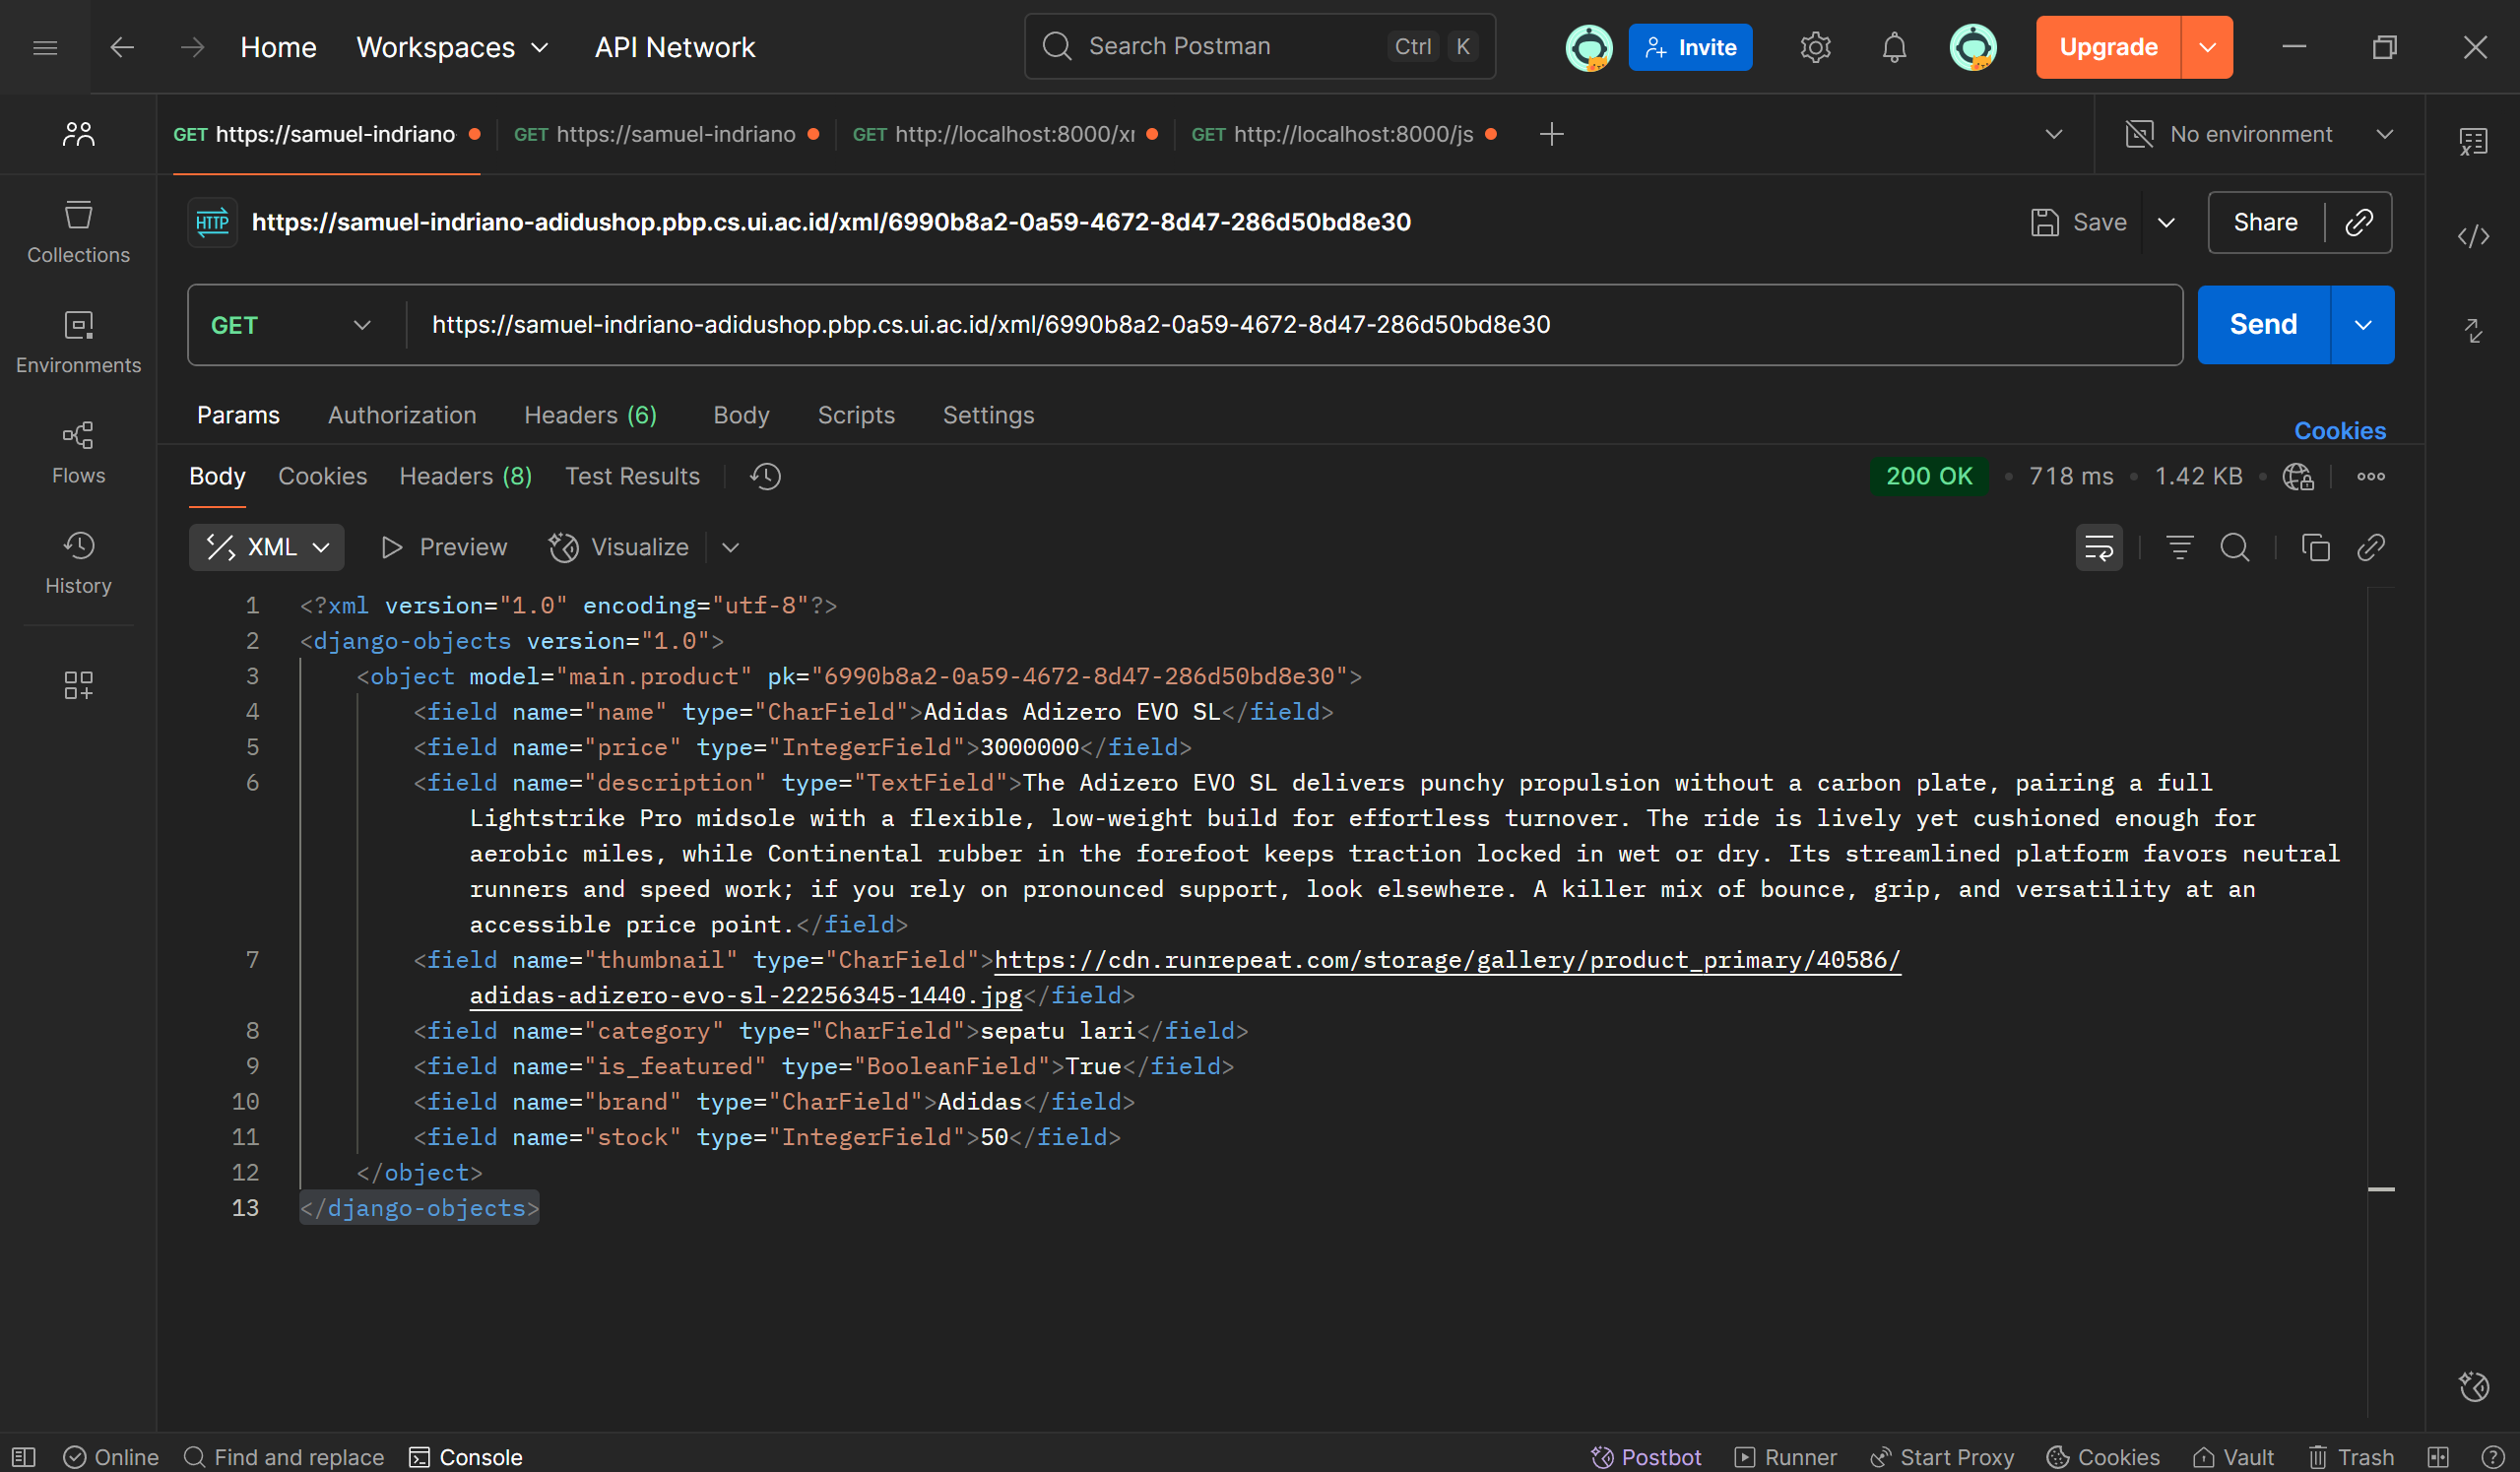 Home Workspaces API Network Search Postman Ctrl K Invite Upgrade
GET https://samuel-indriano GET https://samuel-indriano GET http://localhost:8000/xı GET http://localhost:8000/js No environment
HTTP https://samuel-indriano-adidushop.pbp.cs.ui.ac.id/xml/6990b8a2-0a59-4672-8d47-286d50bd8e30 Save Share
Collections
GET https://samuel-indriano-adidushop.pbp.cs.ui.ac.id/xml/6990b8a2-0a59-4672-8d47-286d50bd8e30 Send
Environments
Params Authorization Headers (6) Body Scripts Settings Cookies
Flows
Body Cookies Headers (8) Test Results 200 OK • 718 ms • 1.42 KB •
XML Preview Visualize
History
1 <?xml version="1.0" encoding="utf-8"?>
2 <django-objects version="1.0">
3 <object model="main.product" pk="6990b8a2-0a59-4672-8d47-286d50bd8e30">
4 <field name="name" type="CharField">Adidas Adizero EVO SL</field>
5 <field name="price" type="IntegerField">3000000</field>
6 <field name="description" type="TextField">The Adizero EVO SL delivers punchy propulsion without a carbon plate, pairing a full
Lightstrike Pro midsole with a flexible, low-weight build for effortless turnover. The ride is lively yet cushioned enough for
aerobic miles, while Continental rubber in the forefoot keeps traction locked in wet or dry. Its streamlined platform favors neutral
runners and speed work; if you rely on pronounced support, look elsewhere. A killer mix of bounce, grip, and versatility at an
accessible price point.</field>
7 <field name="thumbnail" type="CharField">https://cdn.runrepeat.com/storage/gallery/product_primary/40586/
adidas-adizero-evo-sl-22256345-1440.jpg</field>
8 <field name="category" type="CharField">sepatu lari</field>
9 <field name="is_featured" type="BooleanField">True</field>
10 <field name="brand" type="CharField">Adidas</field>
11 <field name="stock" type="IntegerField">50</field>
12 </object>
13 </django-objects>
Online Find and replace Console Postbot Runner Start Proxy Cookies Vault Trash